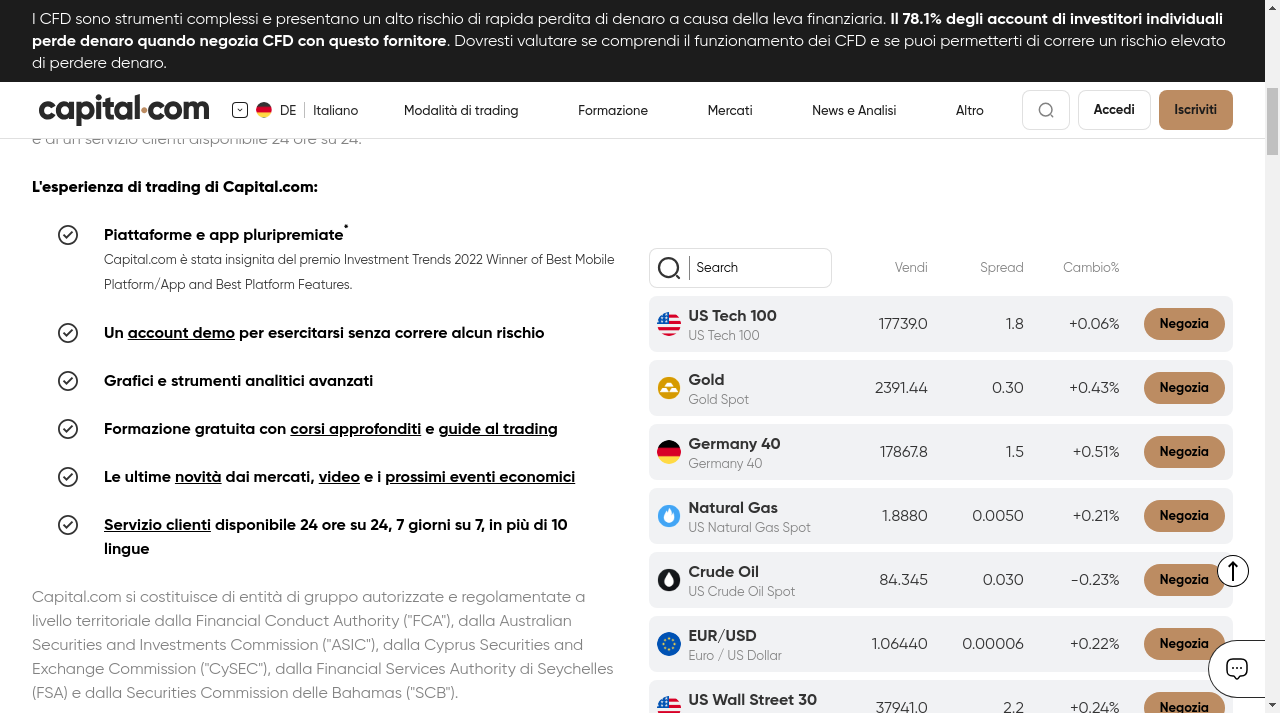 I CFD sono strumenti complessi e presentano un alto rischio di rapida perdita di denaro a causa della leva finanziaria. Il 78.1% degli account di investitori individuali
perde denaro quando negozia CFD con questo fornitore. Dovresti valutare se comprendi il funzionamento dei CFD e se puoi permetterti di correre un rischio elevato
di perdere denaro.
capital.com
DE
Italiano
Modalità di trading
Formazione
Mercati
News e Analisi
Altro
Accedi
Iscriviti
e di un servizio clienti disponibile 24 ore su 24.
L'esperienza di trading di Capital.com:
Piattaforme e app pluripremiate*
Capital.com è stata insignita del premio Investment Trends 2022 Winner of Best Mobile
Platform/App and Best Platform Features.
Un account demo per esercitarsi senza correre alcun rischio
Grafici e strumenti analitici avanzati
Formazione gratuita con corsi approfonditi e guide al trading
Le ultime novità dai mercati, video e i prossimi eventi economici
Servizio clienti disponibile 24 ore su 24, 7 giorni su 7, in più di 10
lingue
Capital.com si costituisce di entità di gruppo autorizzate e regolamentate a
livello territoriale dalla Financial Conduct Authority ("FCA"), dalla Australian
Securities and Investments Commission ("ASIC"), dalla Cyprus Securities and
Exchange Commission ("CySEC"), dalla Financial Services Authority di Seychelles
(FSA) e dalla Securities Commission delle Bahamas ("SCB").
Search
Vendi Spread Cambio%
US Tech 100
US Tech 100
17739.0 1.8 +0.06% Negozia
Gold
Gold Spot
2391.44 0.30 +0.43% Negozia
Germany 40
Germany 40
17867.8 1.5 +0.51% Negozia
Natural Gas
US Natural Gas Spot
1.8880 0.0050 +0.21% Negozia
Crude Oil
US Crude Oil Spot
84.345 0.030 -0.23% Negozia
EUR/USD
Euro / US Dollar
1.06440 0.00006 +0.22% Negozia
US Wall Street 30
37941.0 2.2 +0.24% Negozia